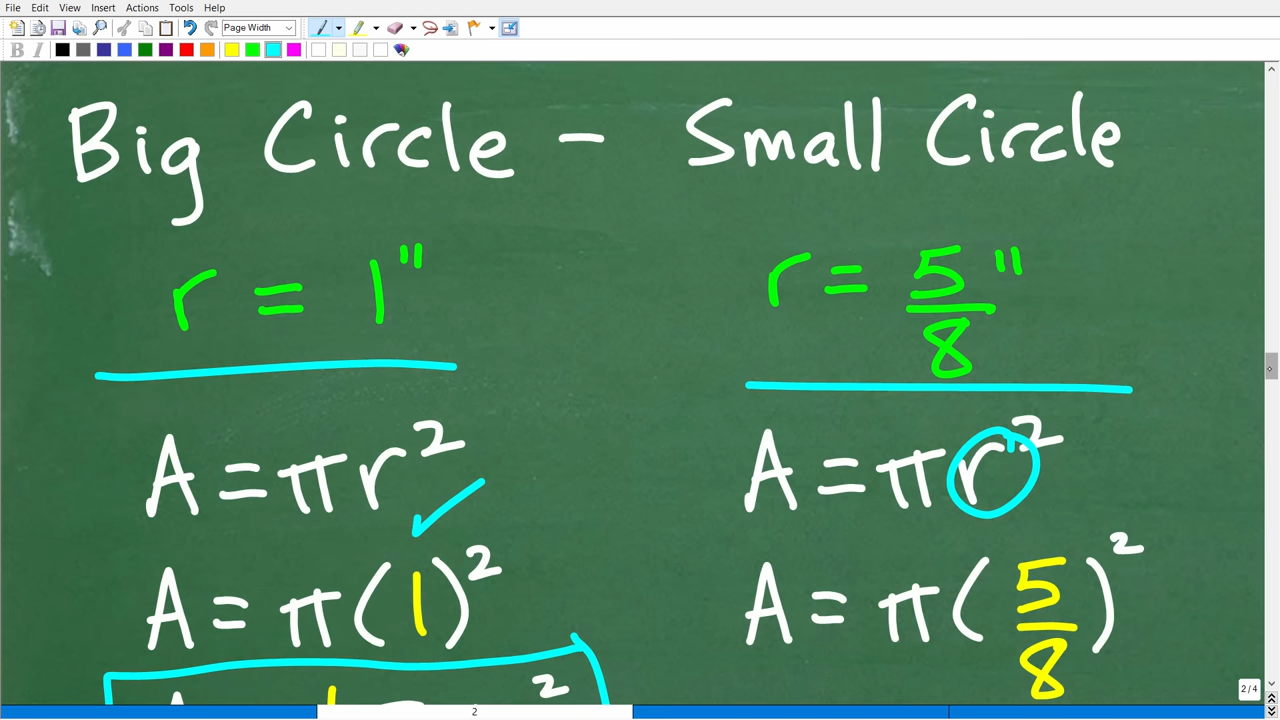 File Edit View Insert Actions Tools Help
Page Width
B I
Big Circle - Small Circle
r = 1"
r = 5/8"
A = πr²
A = πr²
A = π(1)²
A = π(5/8)²
2/4
2